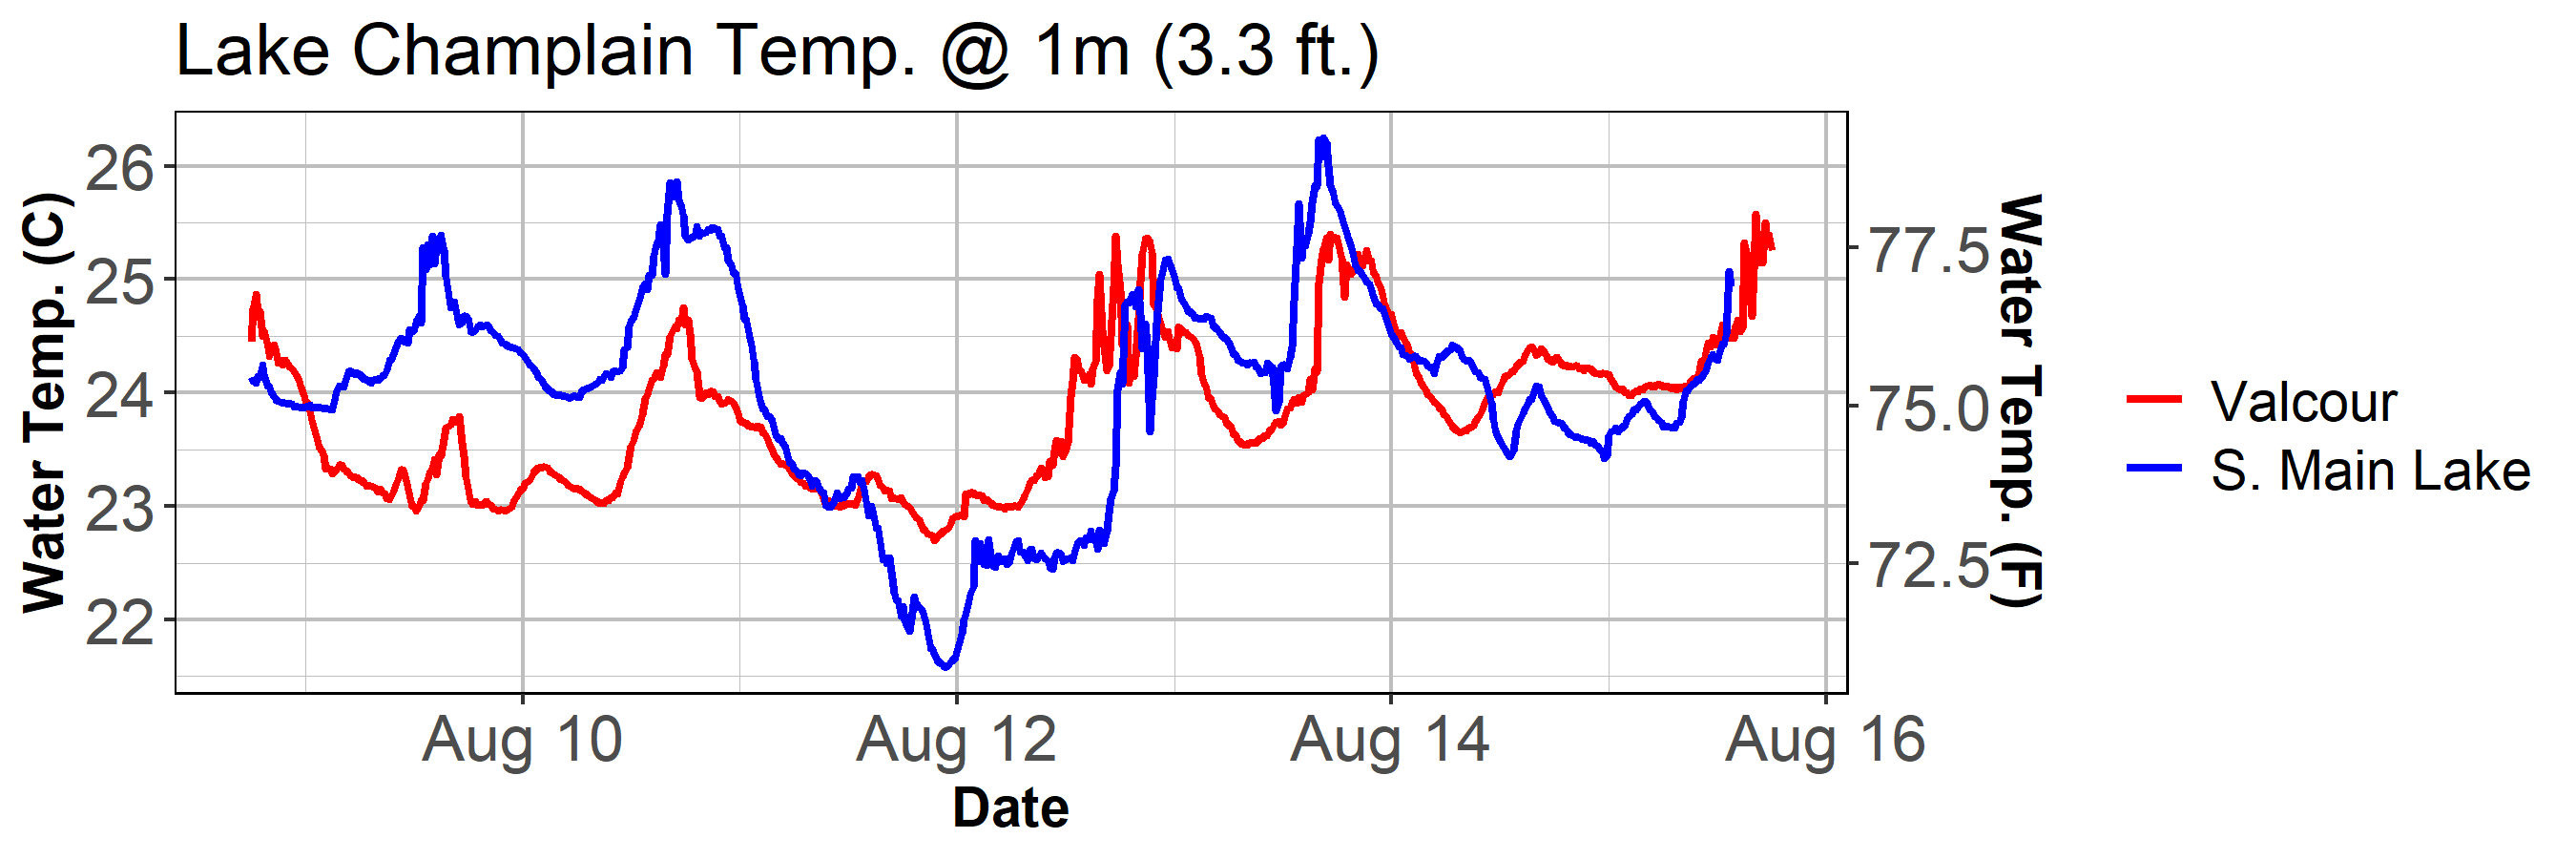 Lake Champlain Temp. @ 1m (3.3 ft.)
Water Temp. (C)
26
25
24
23
22
77.5
75.0
72.5
Water Temp. (F)
Aug 10
Aug 12
Aug 14
Aug 16
Date
Valcour
S. Main Lake